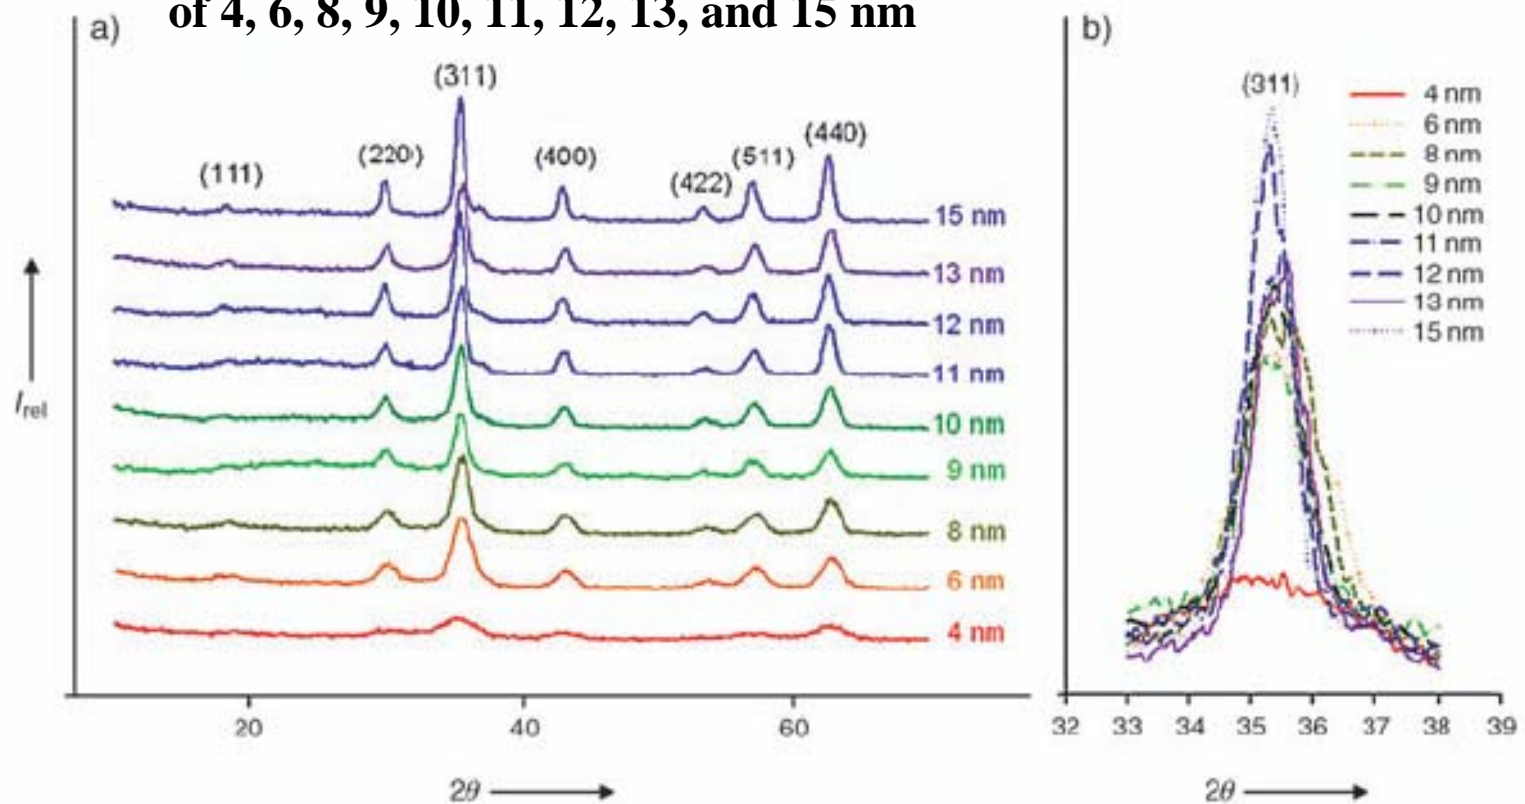 of 4, 6, 8, 9, 10, 11, 12, 13, and 15 nm
a)
(311)
(440)
(220)
(400)
(511)
(111)
(422)
15 nm
13 nm
12 nm
11 nm
10 nm
9 nm
8 nm
6 nm
4 nm
Irel
20
40
60
2θ
b)
(311)
4 nm
6 nm
8 nm
9 nm
10 nm
11 nm
12 nm
13 nm
15 nm
32 33 34 35 36 37 38 39
2θ